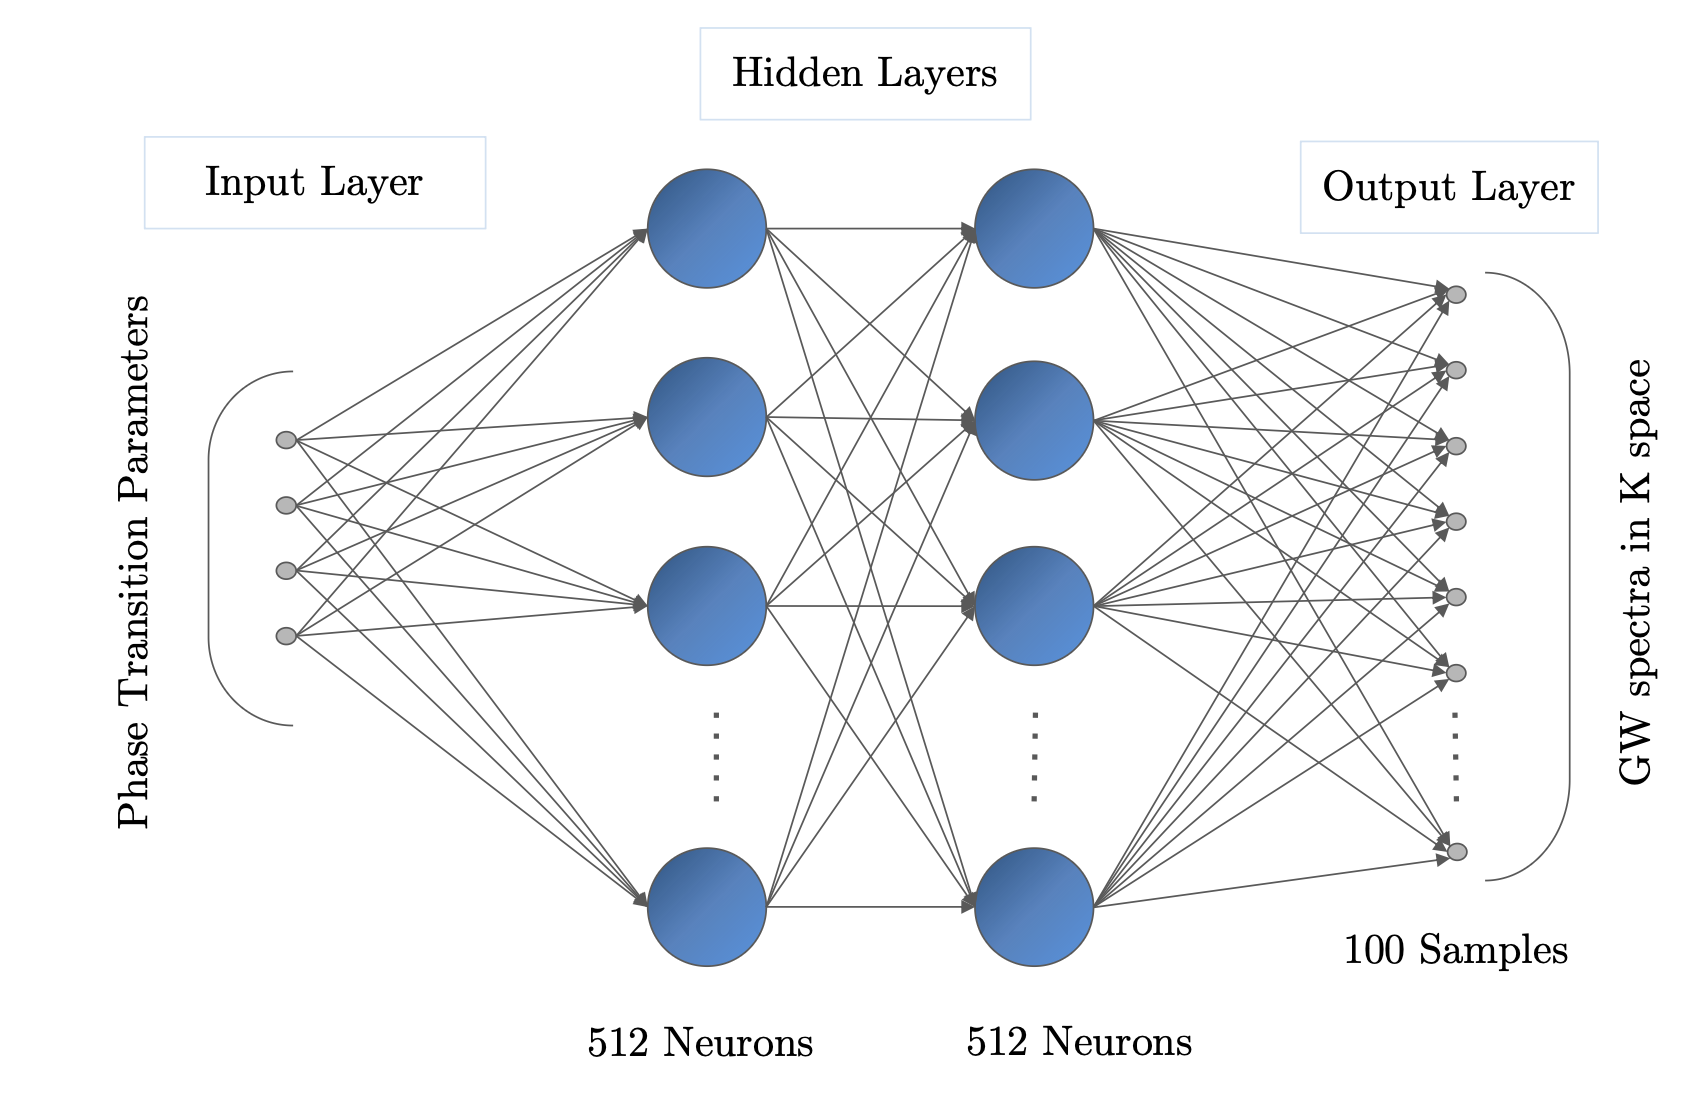 Hidden Layers
Input Layer
Output Layer
Phase Transition Parameters
GW spectra in K space
100 Samples
512 Neurons
512 Neurons